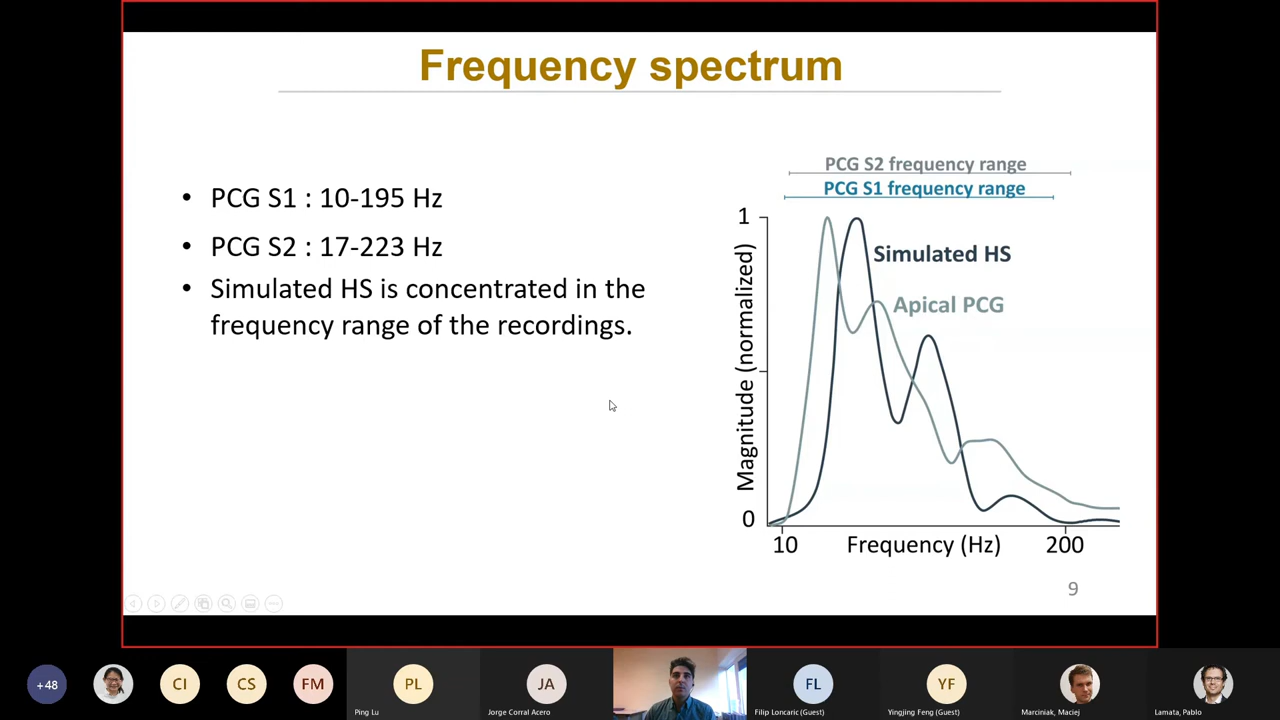 Frequency spectrum
• PCG S1 : 10-195 Hz
• PCG S2 : 17-223 Hz
• Simulated HS is concentrated in the
frequency range of the recordings.
PCG S2 frequency range
PCG S1 frequency range
1
Simulated HS
Apical PCG
Magnitude (normalized)
0
10
Frequency (Hz)
200
9
+48
CI
CS
FM
PL
Ping Lu
JA
Jorge Corral Acero
FL
Filip Loncaric (Guest)
YF
Yingjing Feng (Guest)
Marciniak, Maciej
Lamata, Pablo